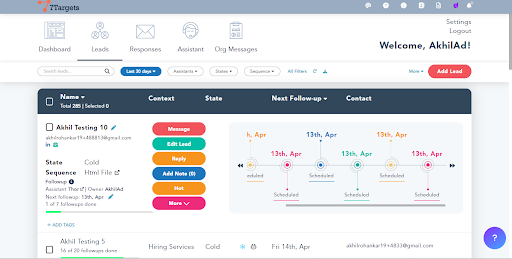 7Targets
Settings
Logout
Dashboard
Leads
Responses
Assistant
Org Messages
Welcome, AkhilAd!
Search leads...
Last 30 days
Assistants
States
Sequence
All Filters
More
Add Lead
Name
Context
State
Next Follow-up
Contact
Total 285 | Selected 0
Akhil Testing 10
akhilrohankar19+488813@gmail.com
in
State Cold
Sequence Html File
Followup
Assistant Thor | Owner AkhilAd
Next followup: 13th, Apr
1 of 7 followups done
+ ADD TAGS
Message
Edit Lead
Reply
Add Note (0)
Hot
More
th, Apr
13th, Apr
13th, Apr
13th, Apr
13th, Apr
13th, Apr
eduled
Scheduled
Scheduled
Scheduled
Scheduled
Scheduled
Akhil Testing 5
16 of 20 followups done
Hiring Services
Cold
Fri 14th, Apr
akhilrohankar19+4833@gmail.com
?